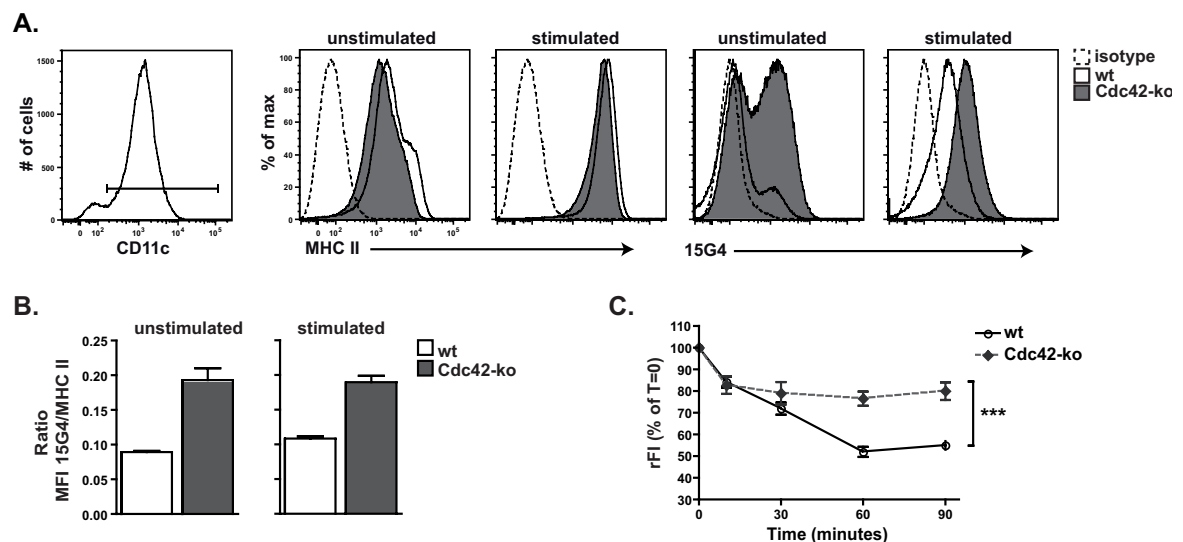 A.
unstimulated stimulated unstimulated stimulated
isotype
wt
Cdc42-ko
# of cells
1500
1000
500
0
0 10² 10³ 10⁴ 10⁵
CD11c
% of max
100
80
60
40
20
0
0 10² 10³ 10⁴ 10⁵
MHC II
15G4
B.
unstimulated stimulated
wt
Cdc42-ko
Ratio
MFI 15G4/MHC II
0.25
0.20
0.15
0.10
0.05
0.00
C.
wt
Cdc42-ko
rFI (% of T=0)
110
100
90
80
70
60
50
40
30
***
0 30 60 90
Time (minutes)